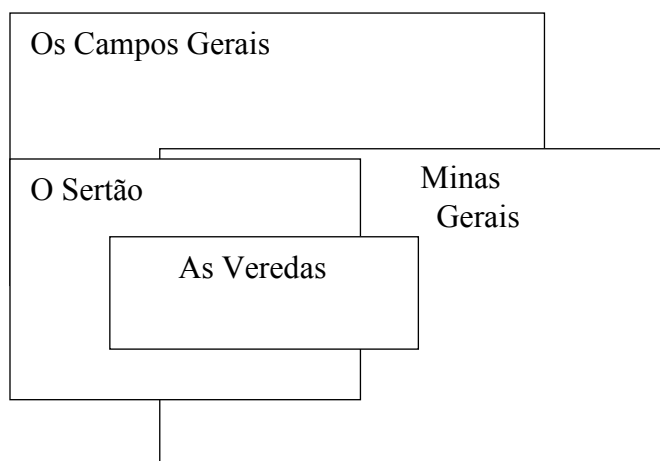 Os Campos Gerais
Minas
Gerais
O Sertão
As Veredas